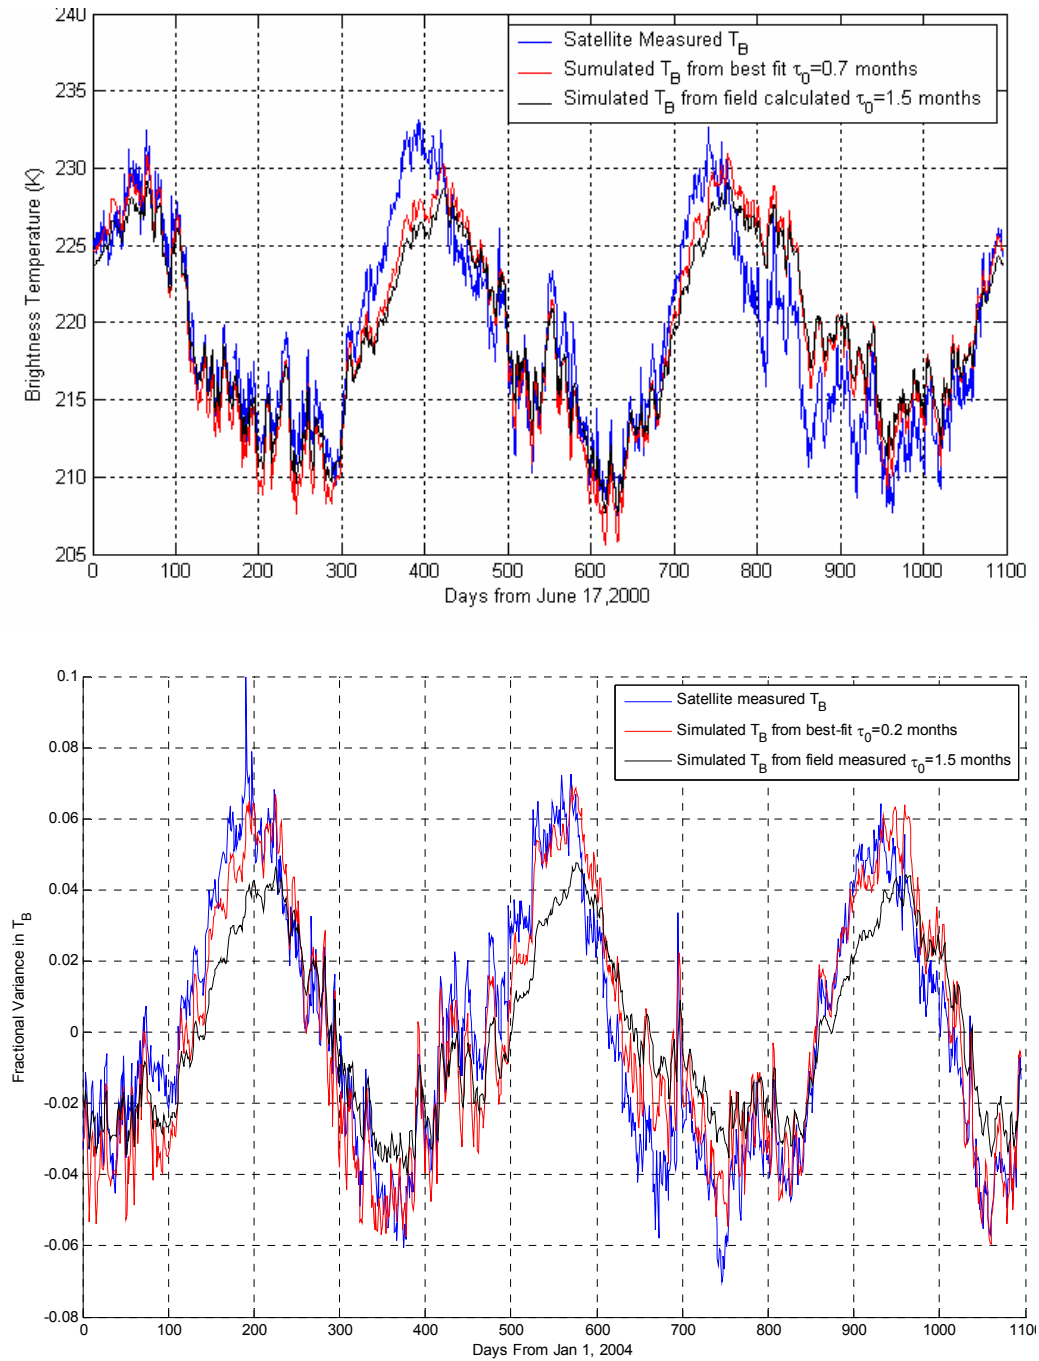 240
235
230
225
220
215
210
205
Brightness Temperature (K)
Satellite Measured T_B
Sumulated T_B from best fit τ_0=0.7 months
Simulated T_B from field calculated τ_0=1.5 months
0 100 200 300 400 500 600 700 800 900 1000 1100
Days from June 17,2000
0.1
0.08
0.06
0.04
0.02
0
-0.02
-0.04
-0.06
-0.08
Fractional Variance in T_B
Satellite measured T_B
Simulated T_B from best-fit τ_0=0.2 months
Simulated T_B from field measured τ_0=1.5 months
0 100 200 300 400 500 600 700 800 900 1000 110
Days From Jan 1, 2004